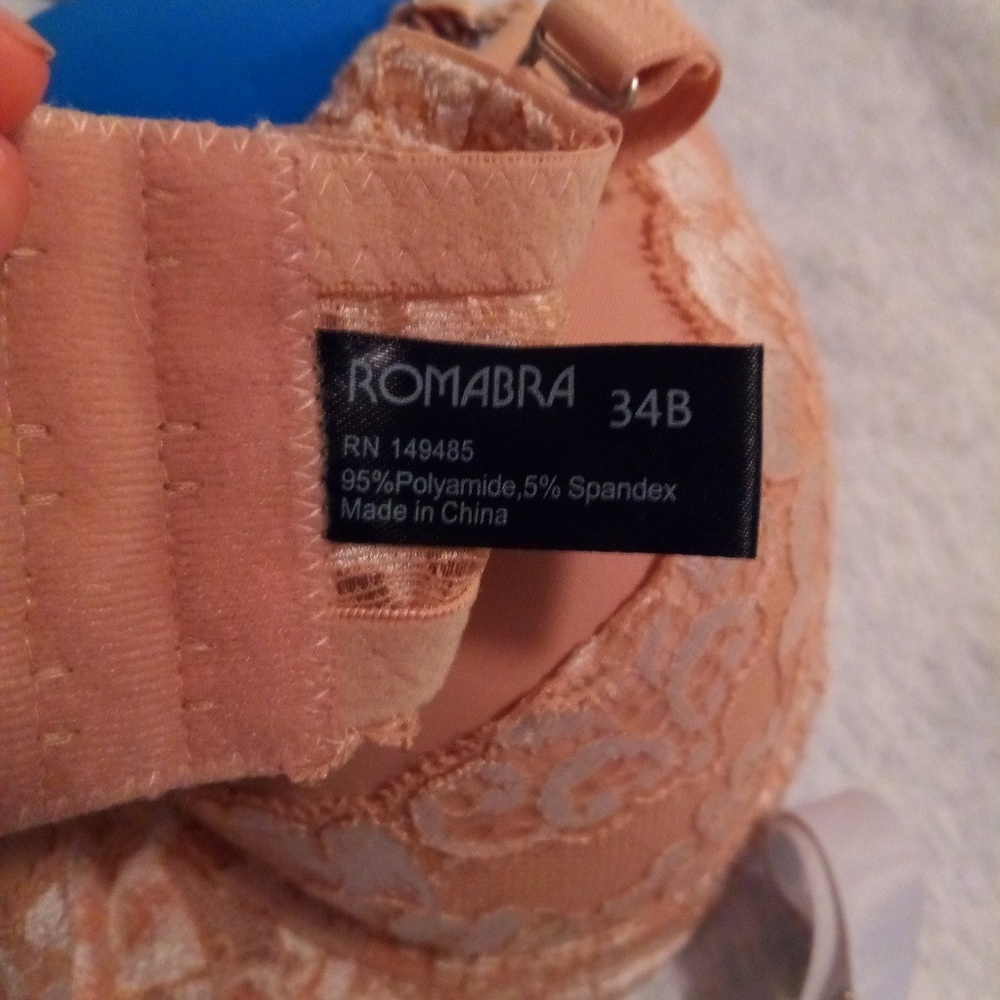 ROMABRA 34B
RN 149485
95%Polyamide,5% Spandex
Made in China